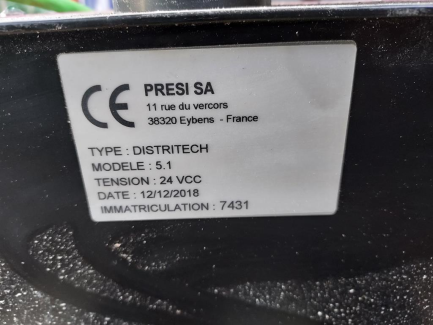 CE
PRESI SA
11 rue du vercors
38320 Eybens - France
TYPE : DISTRITECH
MODELE : 5.1
TENSION : 24 VCC
DATE : 12/12/2018
IMMATRICULATION : 7431